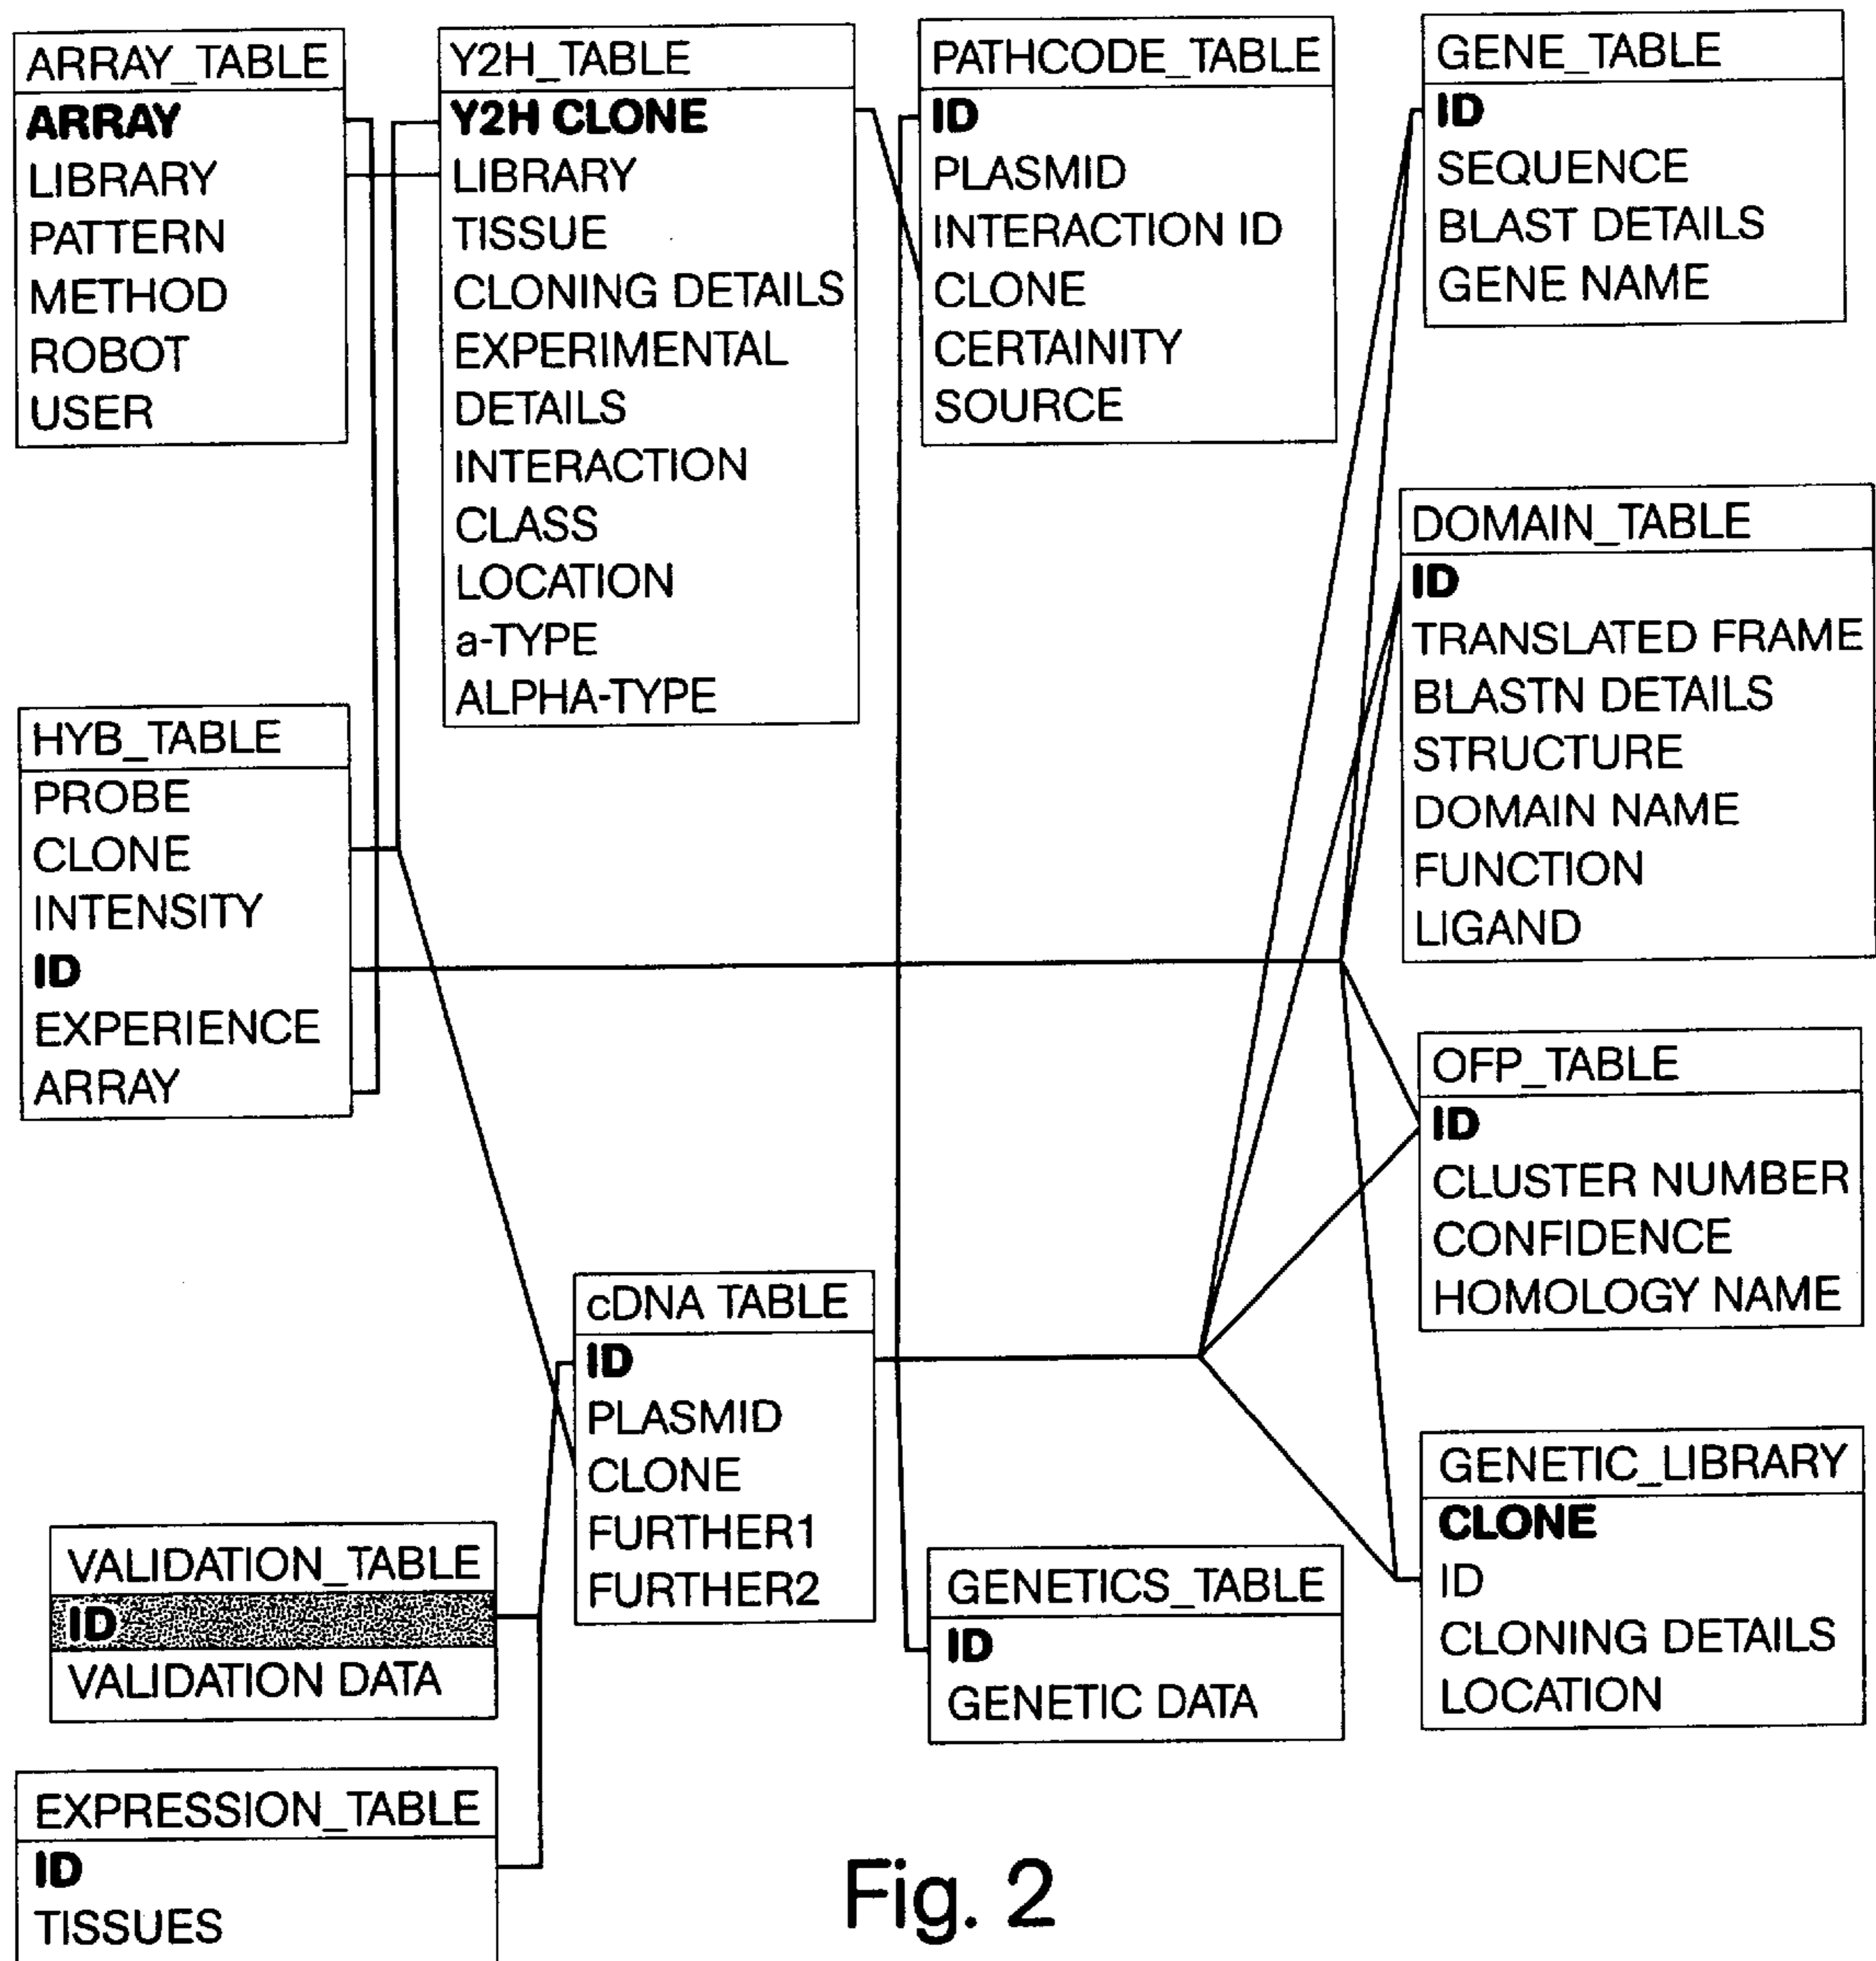 ARRAY_TABLE
ARRAY
LIBRARY
PATTERN
METHOD
ROBOT
USER
Y2H_TABLE
Y2H CLONE
LIBRARY
TISSUE
CLONING DETAILS
EXPERIMENTAL
DETAILS
INTERACTION
CLASS
LOCATION
a-TYPE
ALPHA-TYPE
PATHCODE_TABLE
ID
PLASMID
INTERACTION ID
CLONE
CERTAINITY
SOURCE
GENE_TABLE
ID
SEQUENCE
BLAST DETAILS
GENE NAME
DOMAIN_TABLE
ID
TRANSLATED FRAME
BLASTN DETAILS
STRUCTURE
DOMAIN NAME
FUNCTION
LIGAND
HYB_TABLE
PROBE
CLONE
INTENSITY
ID
EXPERIENCE
ARRAY
OFP_TABLE
ID
CLUSTER NUMBER
CONFIDENCE
HOMOLOGY NAME
cDNA TABLE
ID
PLASMID
CLONE
FURTHER1
FURTHER2
GENETIC_LIBRARY
CLONE
ID
CLONING DETAILS
LOCATION
VALIDATION_TABLE
ID
VALIDATION DATA
GENETICS_TABLE
ID
GENETIC DATA
EXPRESSION_TABLE
ID
TISSUES
Fig. 2